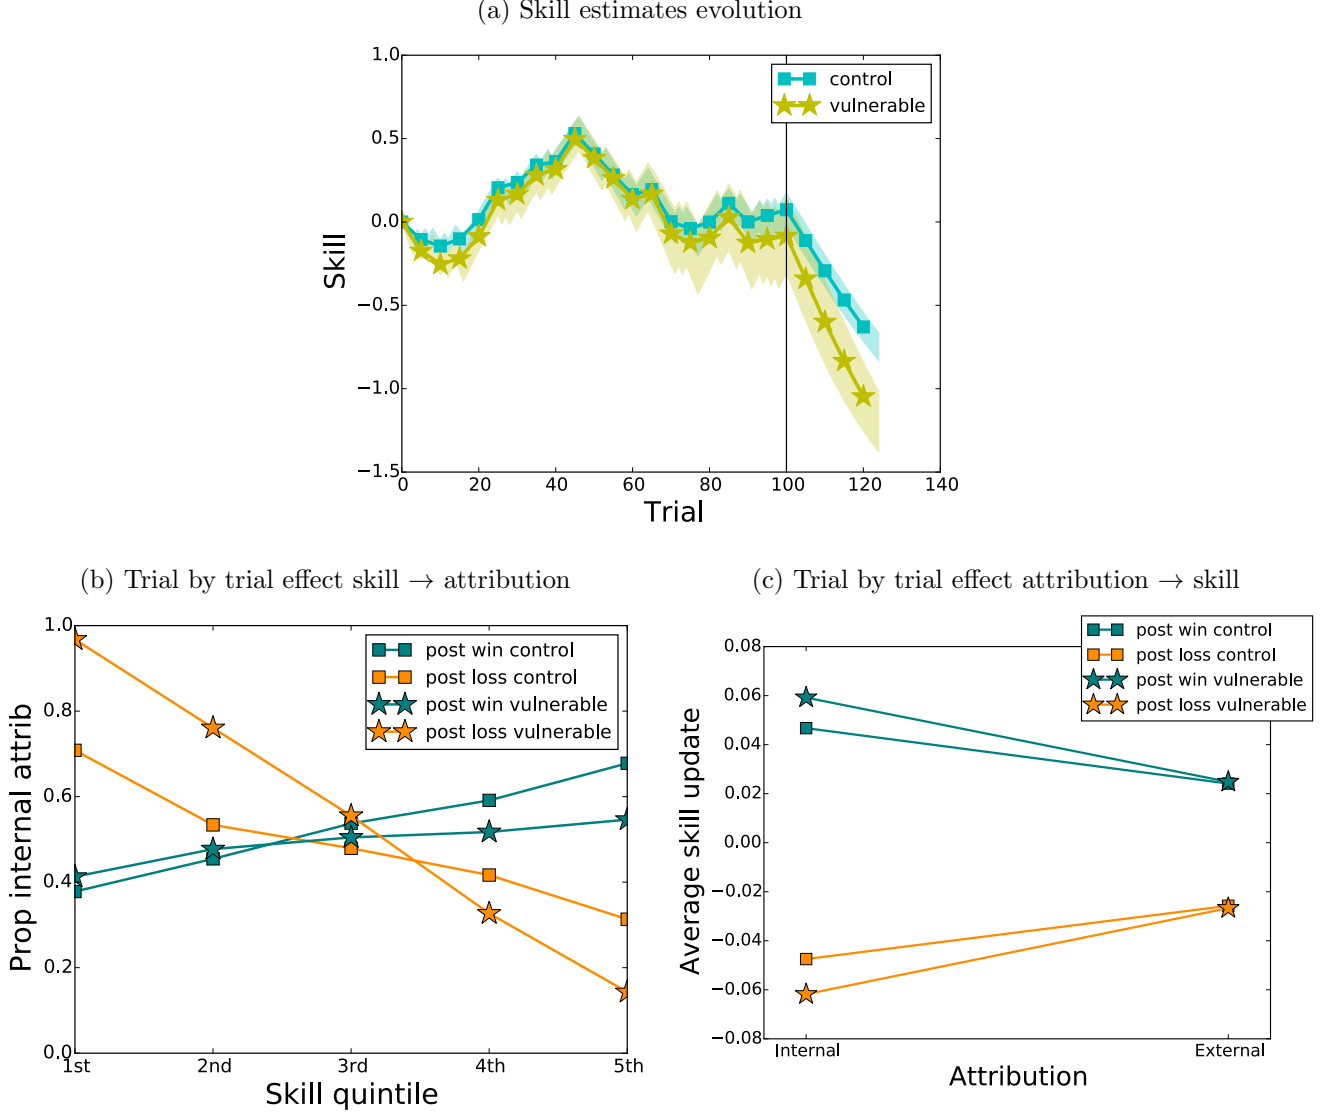 (a) Skill estimates evolution
1.0
0.5
0.0
−0.5
−1.0
−1.5
Skill
control
vulnerable
0 20 40 60 80 100 120 140
Trial
(b) Trial by trial effect skill → attribution
1.0
0.8
0.6
0.4
0.2
0.0
Prop internal attrib
post win control
post loss control
post win vulnerable
post loss vulnerable
1st 2nd 3rd 4th 5th
Skill quintile
(c) Trial by trial effect attribution → skill
0.08
0.06
0.04
0.02
0.00
−0.02
−0.04
−0.06
−0.08
Average skill update
post win control
post loss control
post win vulnerable
post loss vulnerable
Internal External
Attribution